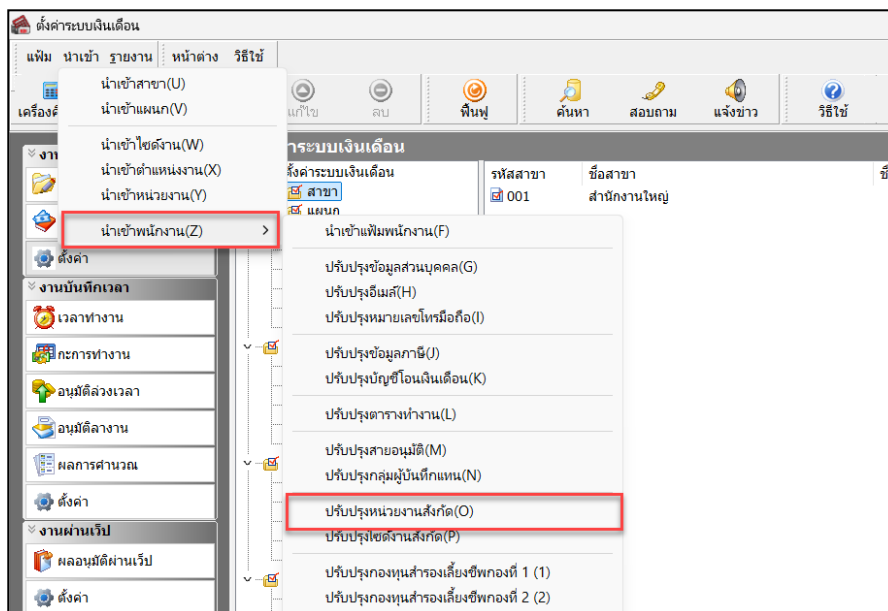 ตั้งค่าระบบเงินเดือน
แฟ้ม นำเข้า รายงาน หน้าต่าง วิธีใช้
นำเข้าสาขา(U)
นำเข้าแผนก(V)
นำเข้าไซด์งาน(W)
นำเข้าตำแหน่งงาน(X)
นำเข้าหน่วยงาน(Y)
นำเข้าพนักงาน(Z)
แก้ไข ลบ ฟื้นฟู ค้นหา สอบถาม แจ้งข่าว วิธีใช้
ตั้งค่าระบบเงินเดือน
สาขา
แผนก
รหัสสาขา ชื่อสาขา
001 สำนักงานใหญ่
นำเข้าแฟ้มพนักงาน(F)
ปรับปรุงข้อมูลส่วนบุคคล(G)
ปรับปรุงอีเมล์(H)
ปรับปรุงหมายเลขโทรมือถือ(I)
ปรับปรุงข้อมูลภาษี(J)
ปรับปรุงบัญชีโอนเงินเดือน(K)
ปรับปรุงตารางทำงาน(L)
ปรับปรุงสายอนุมัติ(M)
ปรับปรุงกลุ่มผู้บันทึกแทน(N)
ปรับปรุงหน่วยงานสังกัด(O)
ปรับปรุงไซด์งานสังกัด(P)
ปรับปรุงกองทุนสำรองเลี้ยงชีพกองที่ 1 (1)
ปรับปรุงกองทุนสำรองเลี้ยงชีพกองที่ 2 (2)
ตั้งค่า
งานบันทึกเวลา
เวลาทำงาน
กะการทำงาน
อนุมัติล่วงเวลา
อนุมัติลางาน
ผลการคำนวณ
ตั้งค่า
งานผ่านเว็ป
ผลอนุมัติผ่านเว็ป
ตั้งค่า